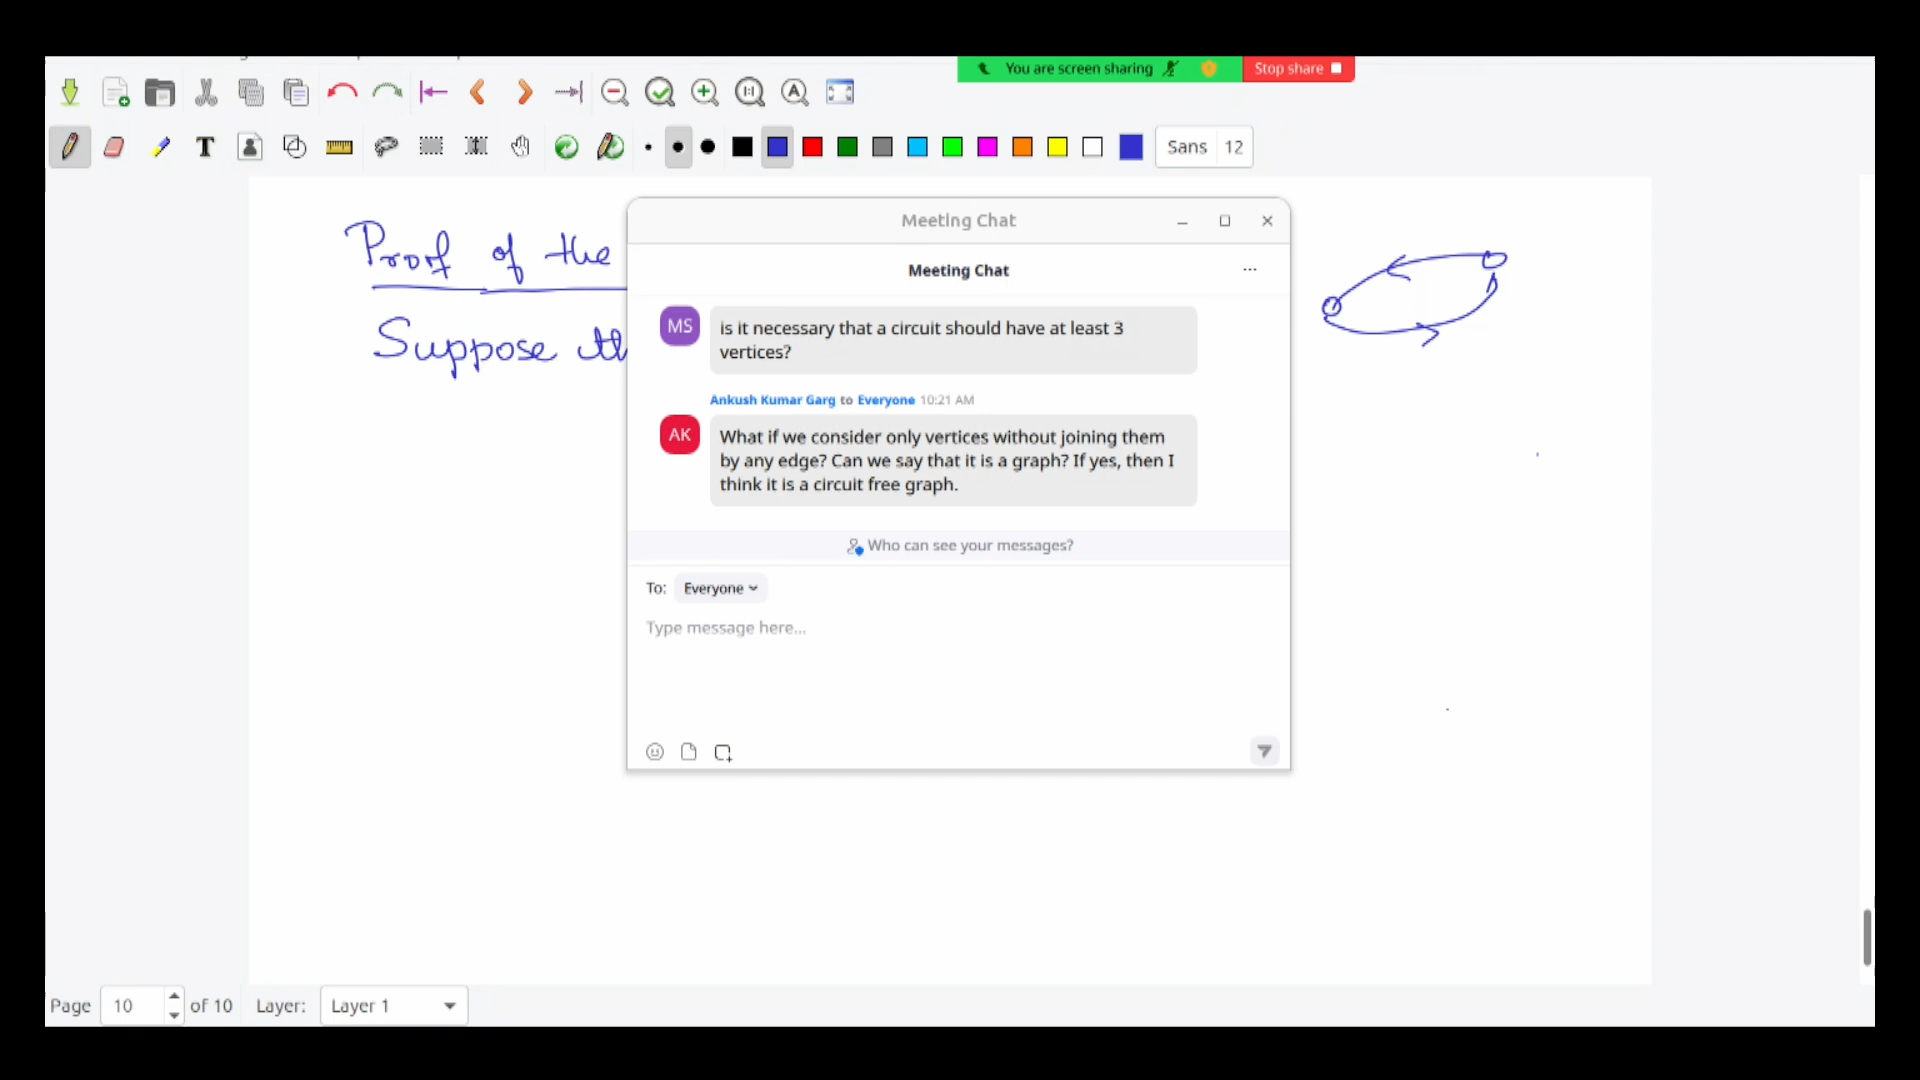 You are screen sharing
Stop share
T
A
Sans 12
Proof of the
Suppose
Meeting Chat
Meeting Chat
MS
is it necessary that a circuit should have at least 3
vertices?
Ankush Kumar Garg to Everyone 10:21 AM
AK
What if we consider only vertices without joining them
by any edge? Can we say that it is a graph? If yes, then I
think it is a circuit free graph.
Who can see your messages?
To: Everyone
Type message here...
Page 10 of 10 Layer: Layer 1